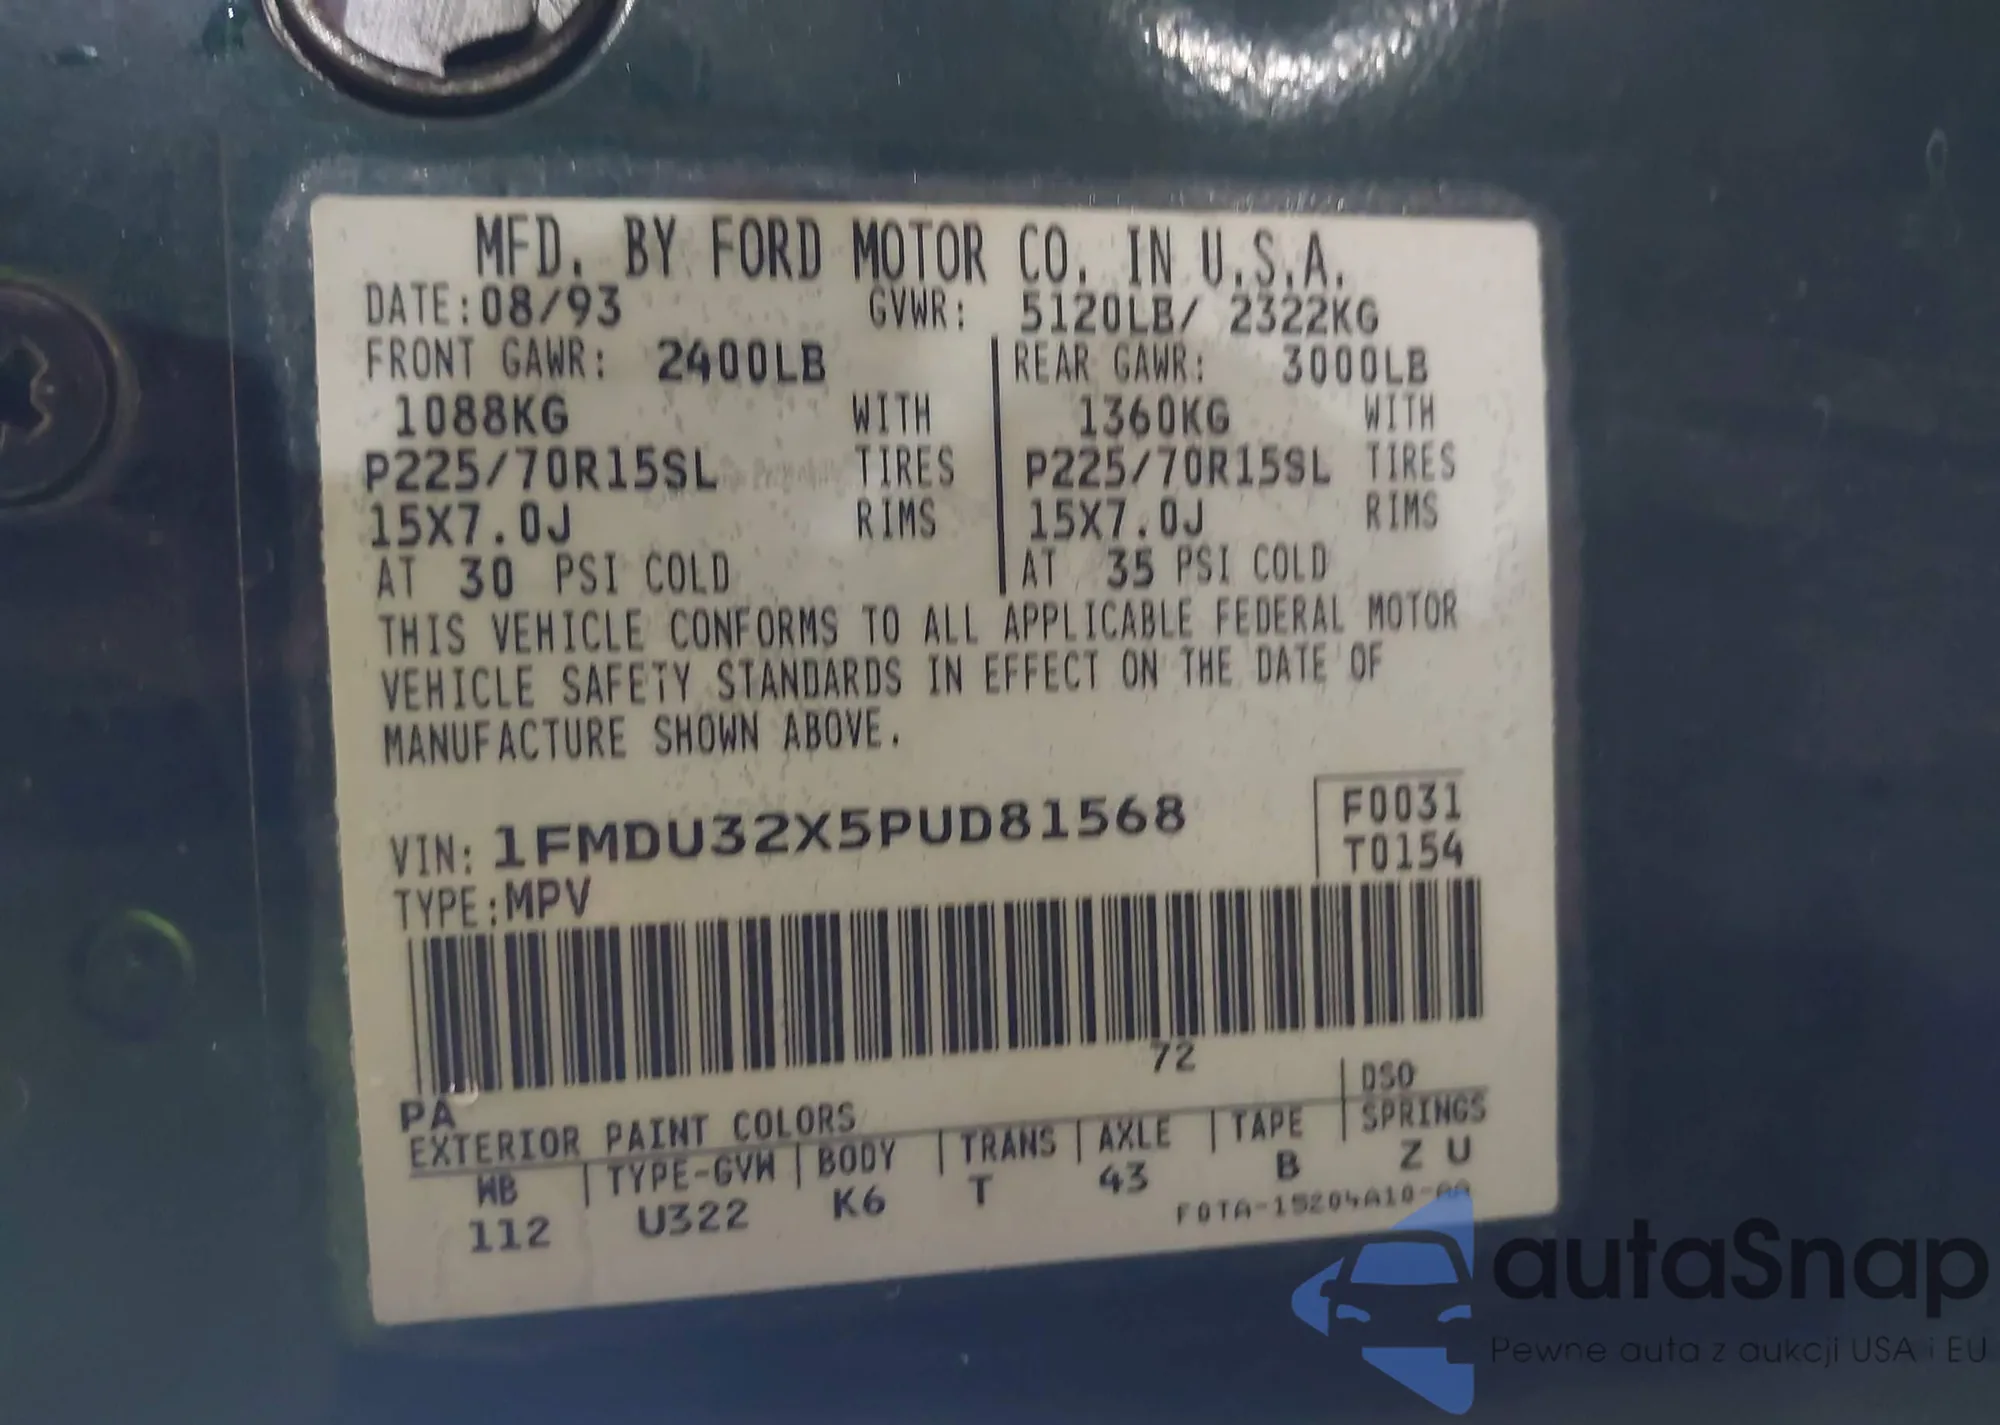 MFD. BY FORD MOTOR CO. IN U.S.A.
DATE: 08/93 GVWR: 5120LB/ 2322KG
FRONT GAWR: 2400LB REAR GAWR: 3000LB
1088KG WITH 1360KG WITH
P225/70R15SL TIRES P225/70R15SL TIRES
15X7.0J RIMS 15X7.0J RIMS
AT 30 PSI COLD AT 35 PSI COLD
THIS VEHICLE CONFORMS TO ALL APPLICABLE FEDERAL MOTOR
VEHICLE SAFETY STANDARDS IN EFFECT ON THE DATE OF
MANUFACTURE SHOWN ABOVE.
F0031
VIN: 1FMDU32X5PUD81568 T0154
TYPE: MPV
72
PA DSO
EXTERIOR PAINT COLORS
WB TYPE-GVW BODY TRANS AXLE TAPE SPRINGS
112 U322 K6 T 43 B Z U
F0TA-15204A10-AA
autaSnap
Pewne auta z aukcji USA i EU